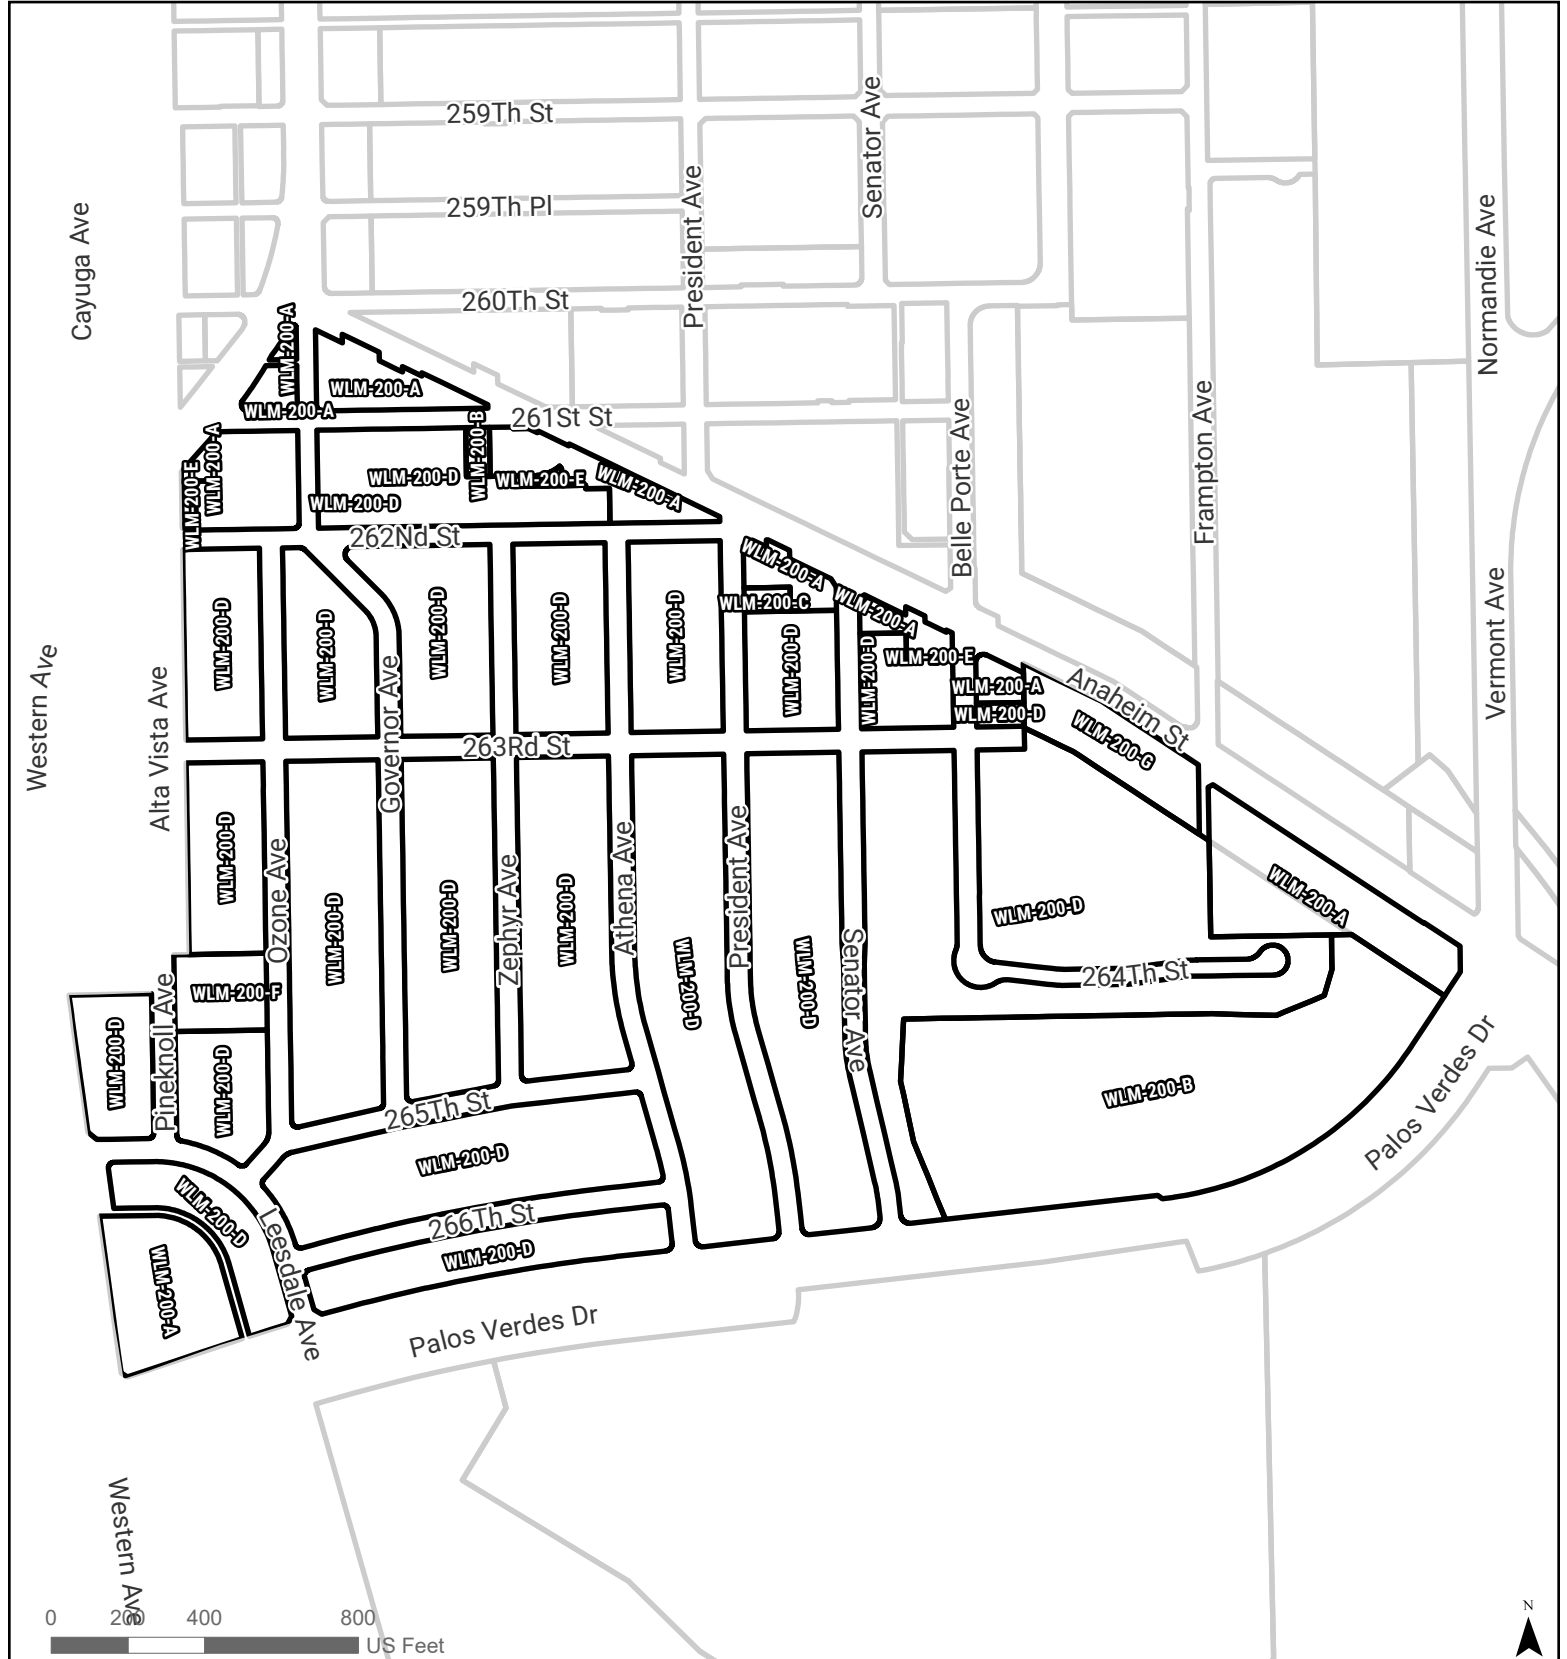 259Th St
Senator Ave
259Th Pl
President Ave
Cayuga Ave
Normandie Ave
260Th St
WLM-200-A
WLM-200-A
WLM-200-A
WLM-200-A
261St St
WLM-200-B
WLM-200-D
WLM-200-E
WLM-200-A
WLM-200-E
WLM-200-D
Frampton Ave
Belle Porte Ave
262Nd St
WLM-200-A
WLM-200-C
WLM-200-A
WLM-200-D
WLM-200-D
WLM-200-D
WLM-200-D
WLM-200-D
WLM-200-D
WLM-200-D
WLM-200-E
WLM-200-A
WLM-200-D
Anaheim St
WLM-200-G
Vermont Ave
Western Ave
Alta Vista Ave
Governor Ave
263Rd St
WLM-200-D
Ozone Ave
WLM-200-D
WLM-200-D
Zephyr Ave
WLM-200-D
Athena Ave
WLM-200-D
President Ave
WLM-200-D
Senator Ave
WLM-200-D
WLM-200-A
264Th St
WLM-200-F
Pineknoll Ave
WLM-200-D
WLM-200-D
265Th St
WLM-200-B
Palos Verdes Dr
WLM-200-D
WLM-200-D
Leesdale Ave
266Th St
WLM-200-D
WLM-200-A
Palos Verdes Dr
Western Ave
N
0 200 400 800
US Feet
WLM-200-A
WLM-200-D